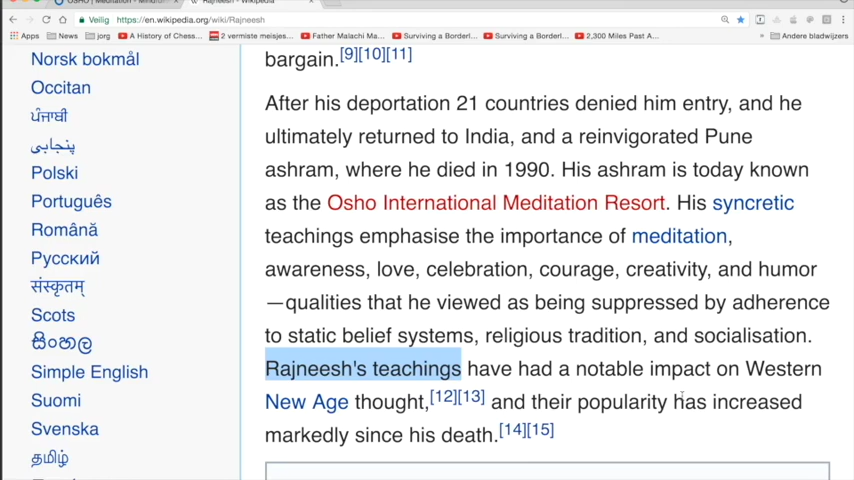 OSHO | Meditation - Mindfuln
Rajneesh - Wikipedia
Veilig https://en.wikipedia.org/wiki/Rajneesh
Apps News jorg A History of Chess... 2 vermiste meisjes... Father Malachi Ma... Surviving a Borderl... Surviving a Borderl... 2,300 Miles Past A... » Andere bladwijzers
Norsk bokmål
Occitan
ਪੰਜਾਬੀ
پنجابی
Polski
Português
Română
Русский
संस्कृतम्
Scots
සිංහල
Simple English
Suomi
Svenska
தமிழ்
bargain.[9][10][11]
After his deportation 21 countries denied him entry, and he
ultimately returned to India, and a reinvigorated Pune
ashram, where he died in 1990. His ashram is today known
as the Osho International Meditation Resort. His syncretic
teachings emphasise the importance of meditation,
awareness, love, celebration, courage, creativity, and humor
—qualities that he viewed as being suppressed by adherence
to static belief systems, religious tradition, and socialisation.
Rajneesh's teachings have had a notable impact on Western
New Age thought,[12][13] and their popularity has increased
markedly since his death.[14][15]